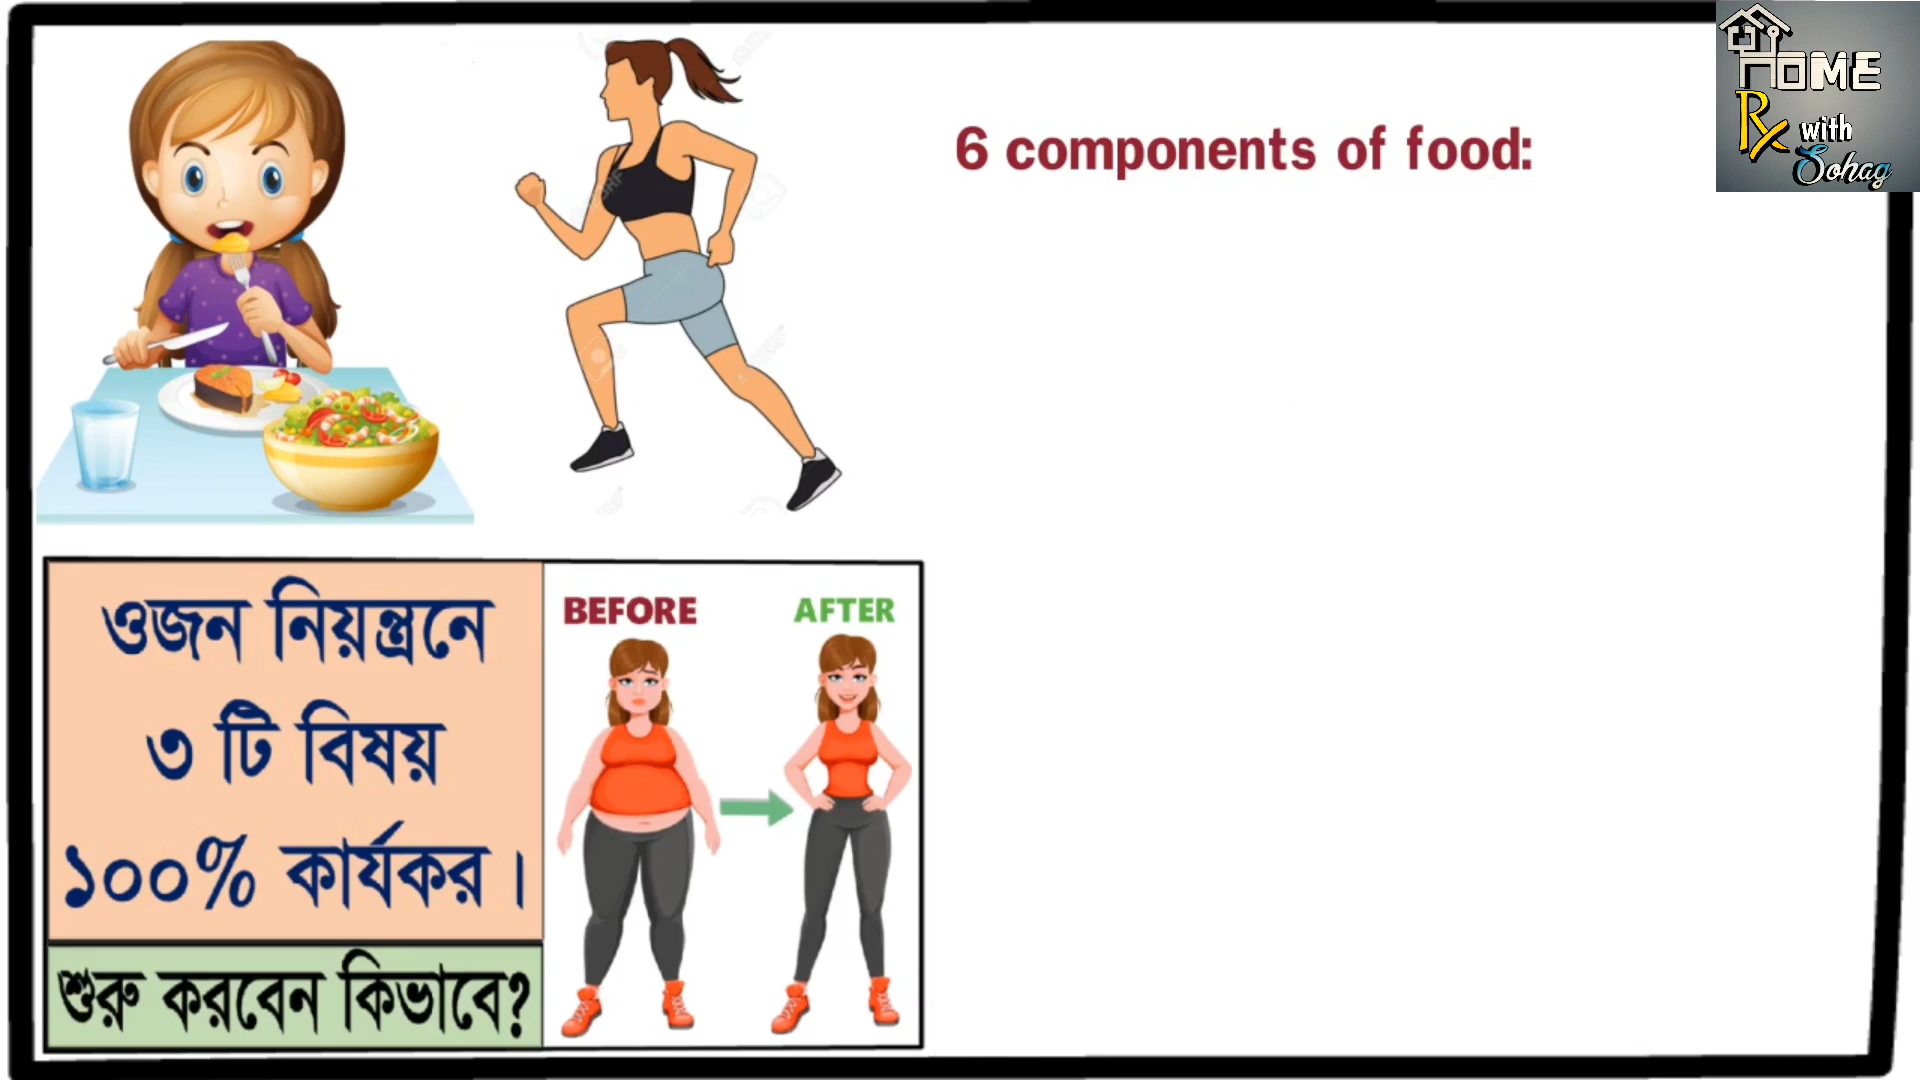 6 components of food:
HOME
Rx with
Sohag
ওজন নিয়ন্ত্রনে
৩ টি বিষয়
১০০% কার্যকর।
শুরু করবেন কিভাবে?
BEFORE
AFTER